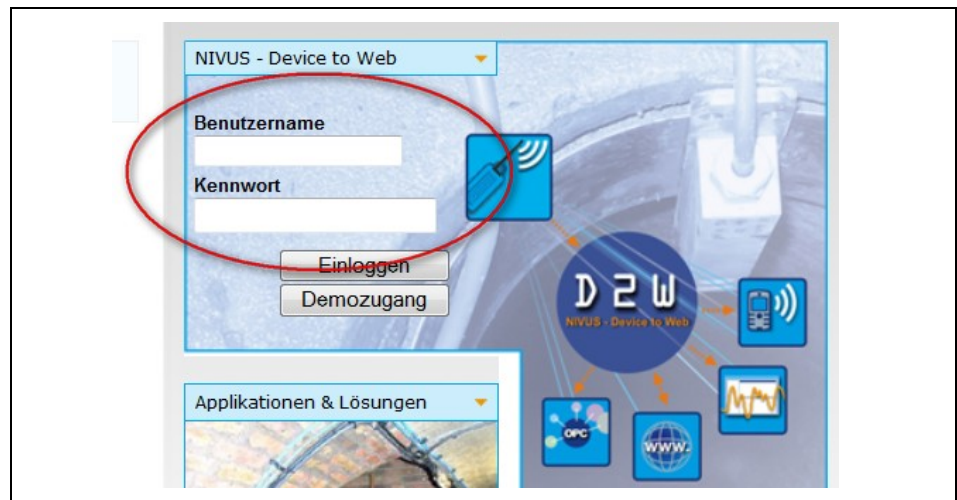 NIVUS - Device to Web
Benutzername
Kennwort
Einloggen
Demozugang
D2W
NIVUS - Device to Web
OPC
www.
Applikationen & Lösungen